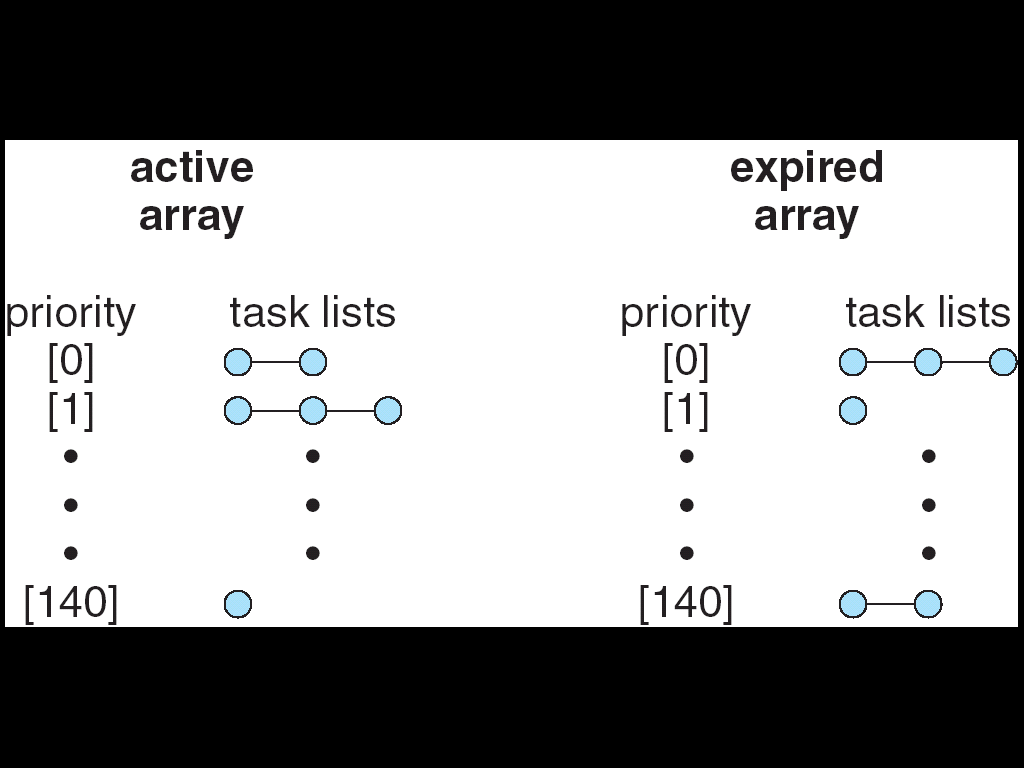 active
array
expired
array
priority task lists
[0]
[1]
[140]
priority task lists
[0]
[1]
[140]